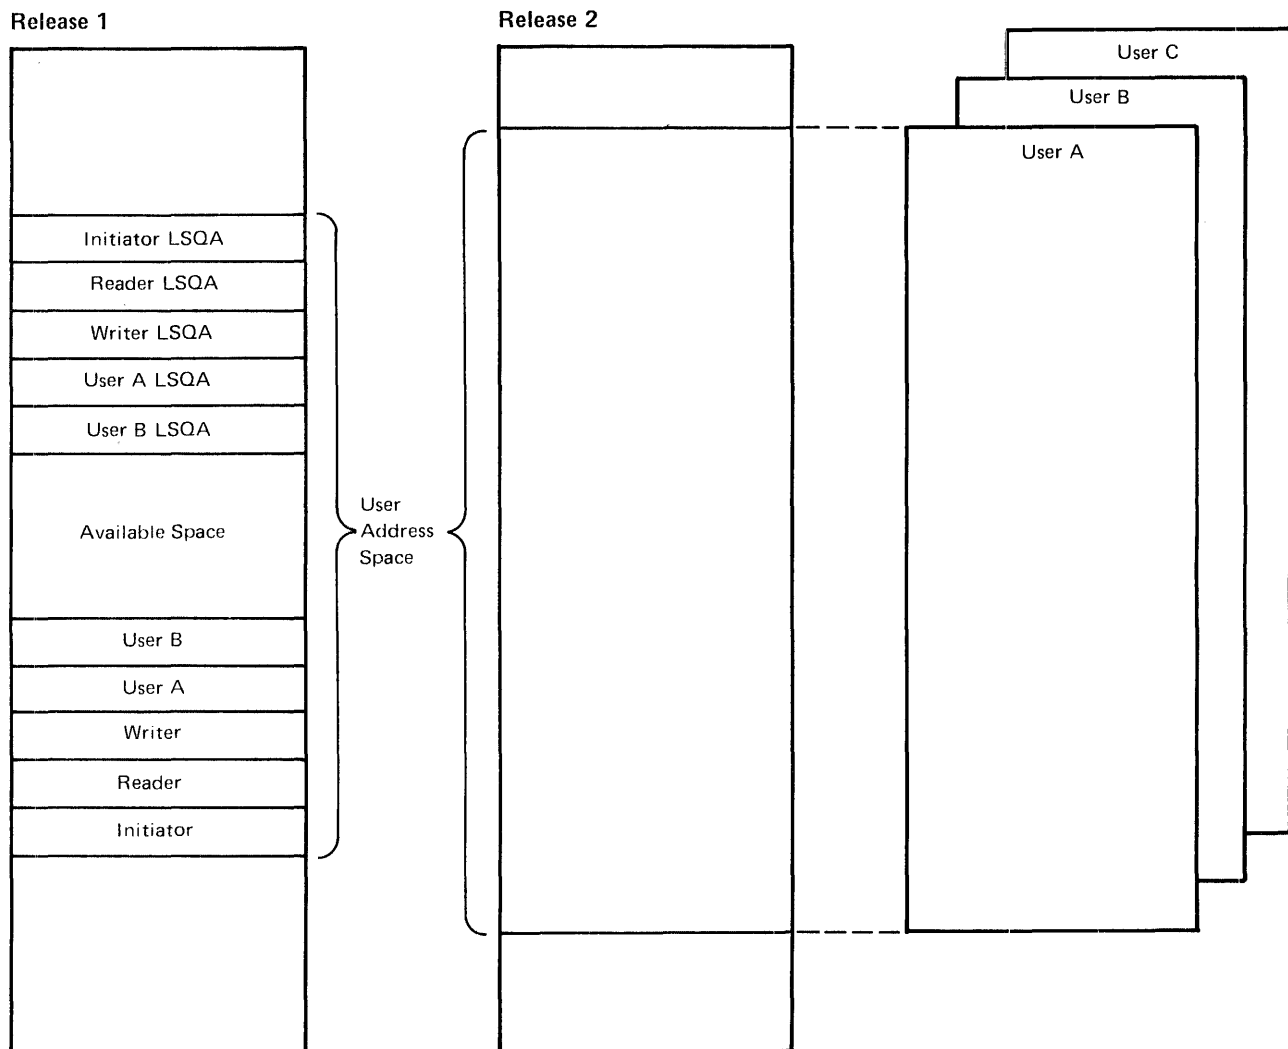 Release 1
Initiator LSQA
Reader LSQA
Writer LSQA
User A LSQA
User B LSQA
Available Space
User B
User A
Writer
Reader
Initiator
User
Address
Space
Release 2
User C
User B
User A